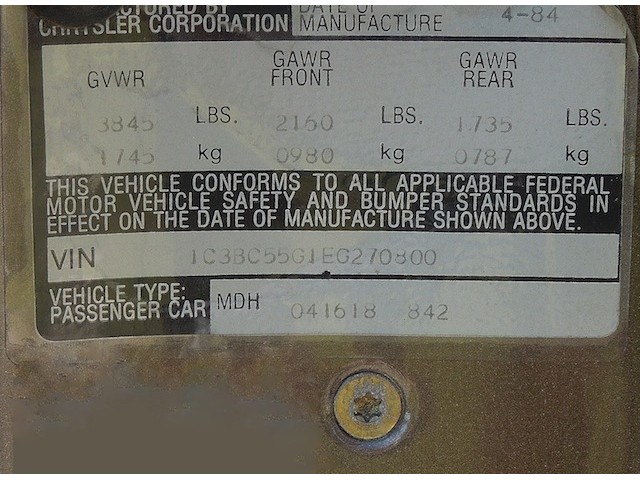 MANUFACTURED BY DATE OF
CHRYSLER CORPORATION MANUFACTURE 4-84
GVWR GAWR FRONT GAWR REAR
3845 LBS. 2160 LBS. 1735 LBS.
1745 kg 0980 kg 0787 kg
THIS VEHICLE CONFORMS TO ALL APPLICABLE FEDERAL
MOTOR VEHICLE SAFETY AND BUMPER STANDARDS IN
EFFECT ON THE DATE OF MANUFACTURE SHOWN ABOVE.
VIN 1C3BC55G1EG270800
VEHICLE TYPE: MDH
PASSENGER CAR 041618 842